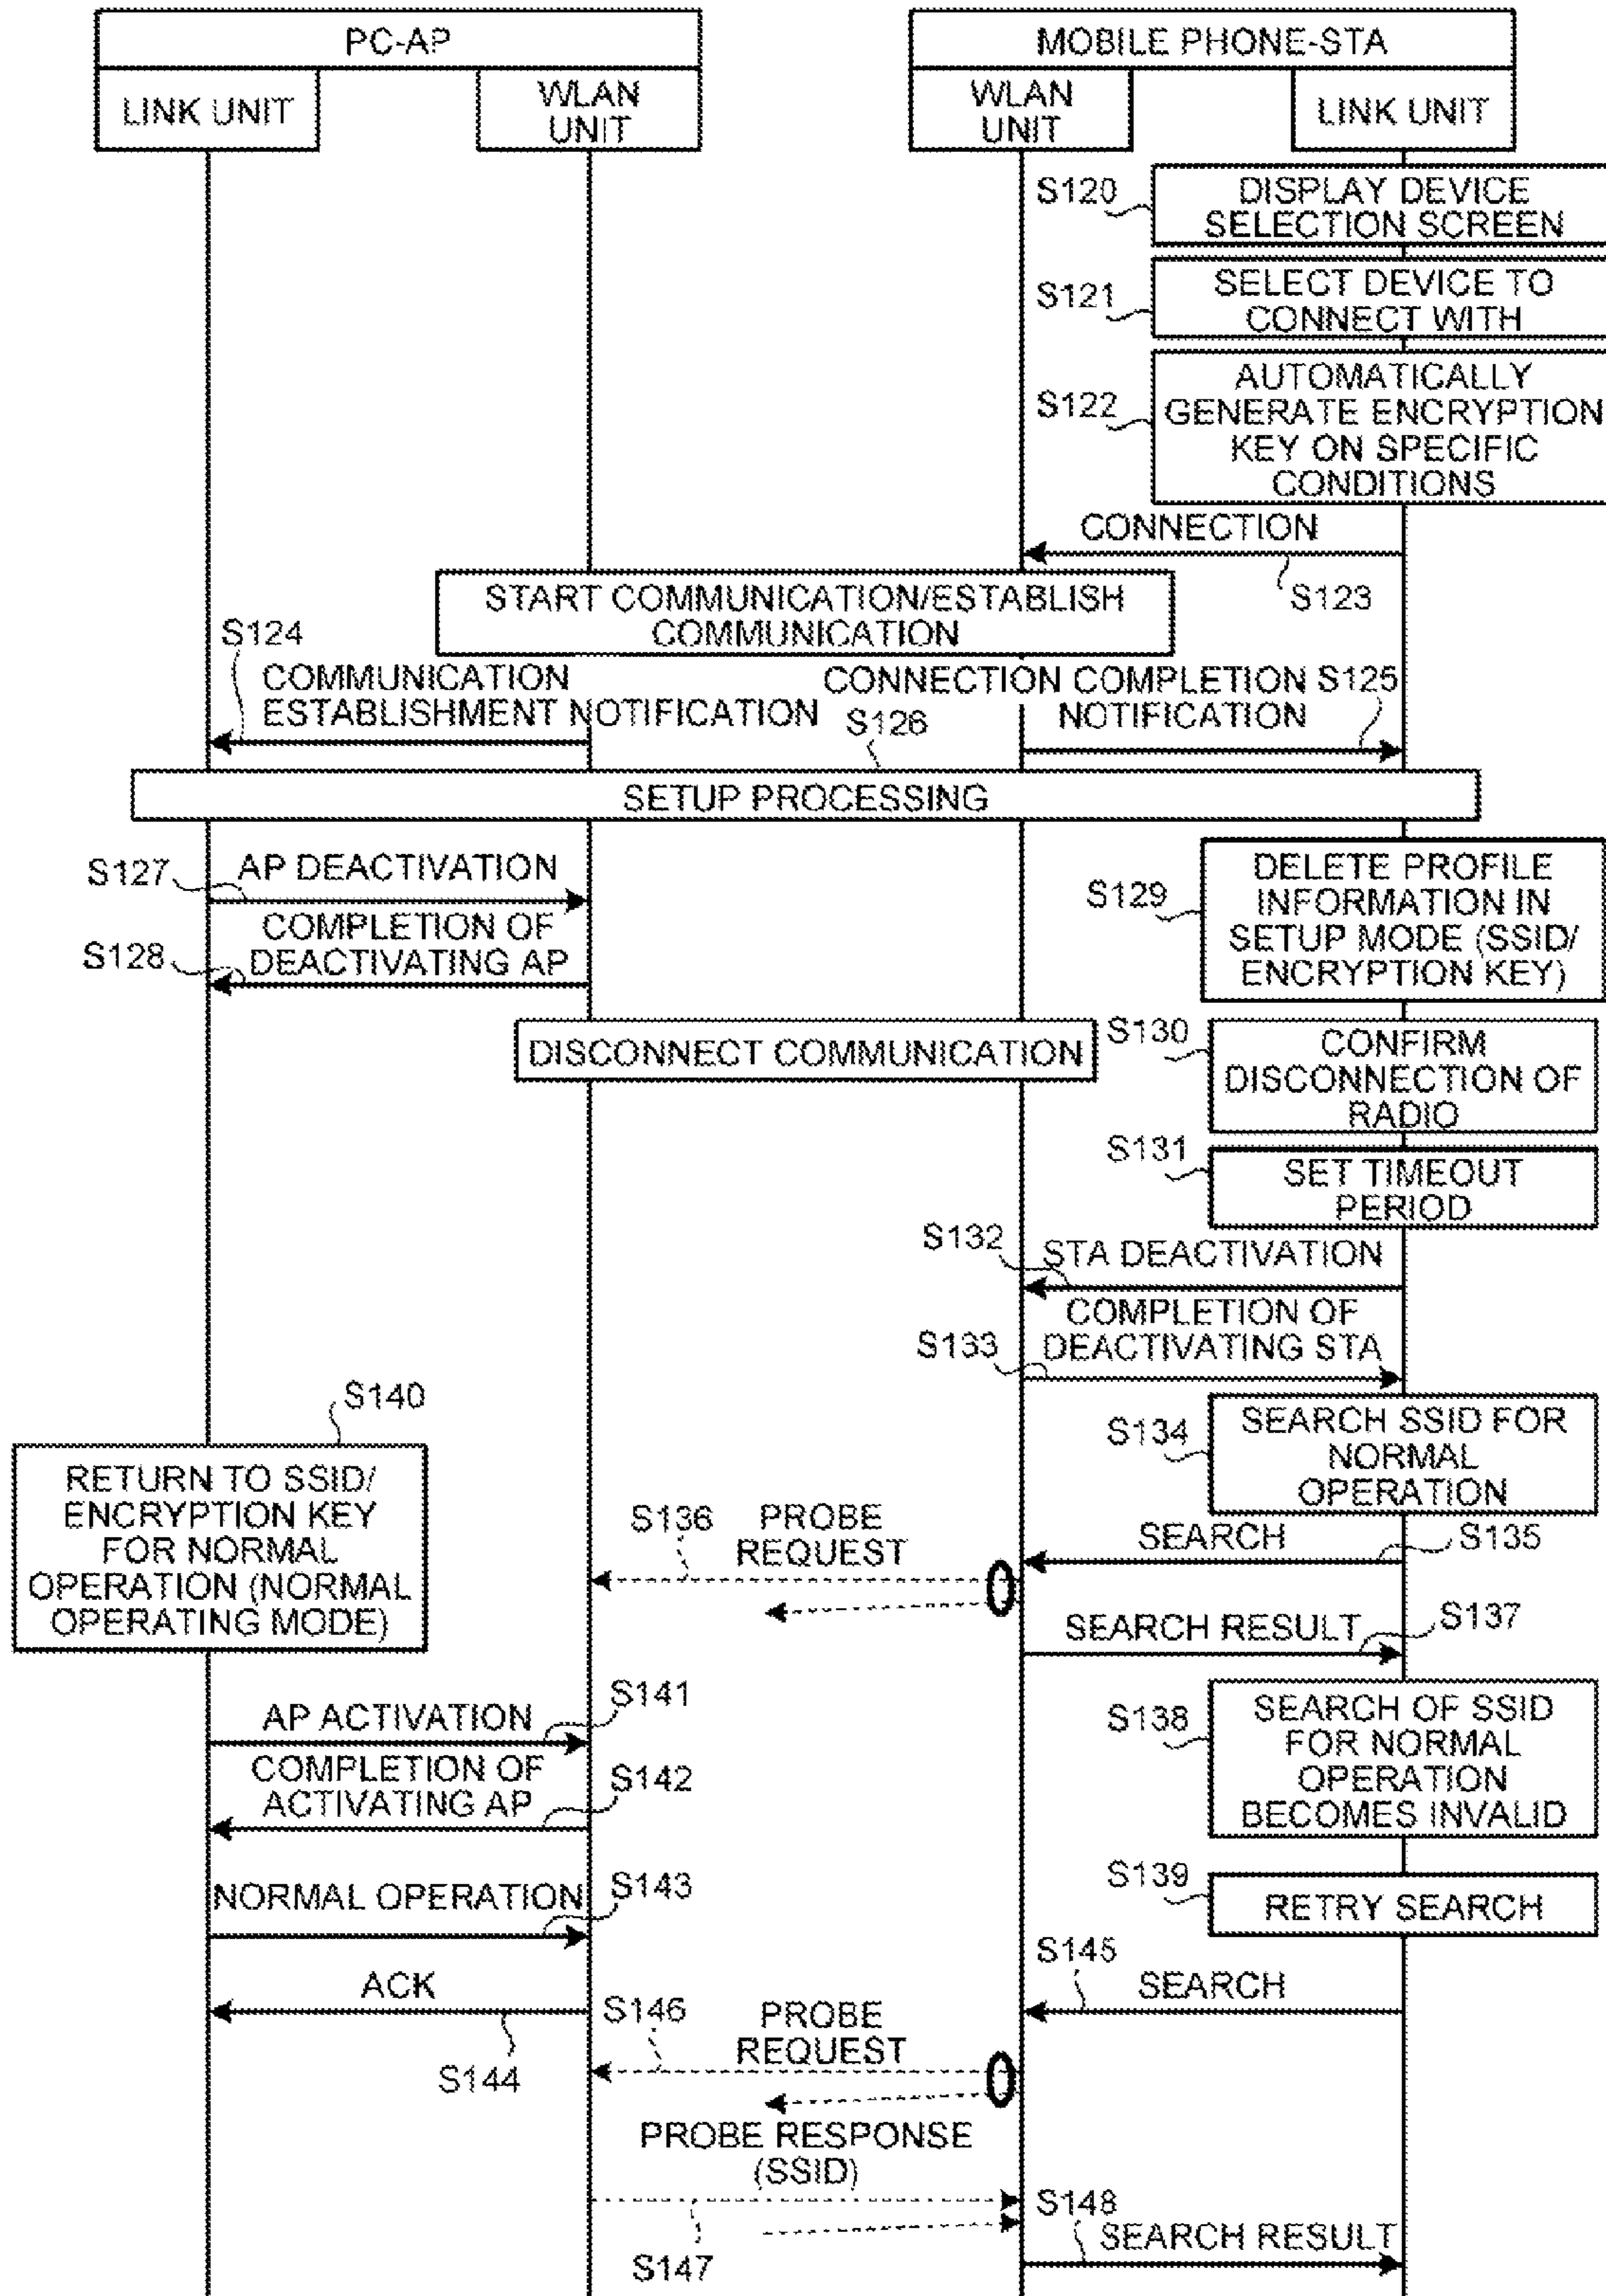 PC-AP
MOBILE PHONE-STA
LINK UNIT
WLAN
UNIT
WLAN
UNIT
LINK UNIT
S120
DISPLAY DEVICE
SELECTION SCREEN
S121
SELECT DEVICE TO
CONNECT WITH
S122
AUTOMATICALLY
GENERATE ENCRYPTION
KEY ON SPECIFIC
CONDITIONS
CONNECTION
S123
START COMMUNICATION/ESTABLISH
COMMUNICATION
S124
COMMUNICATION
ESTABLISHMENT NOTIFICATION
CONNECTION COMPLETION
NOTIFICATION
S125
S126
SETUP PROCESSING
S127
AP DEACTIVATION
S128
COMPLETION OF
DEACTIVATING AP
S129
DELETE PROFILE
INFORMATION IN
SETUP MODE (SSID/
ENCRYPTION KEY)
DISCONNECT COMMUNICATION
S130
CONFIRM
DISCONNECTION OF
RADIO
S131
SET TIMEOUT
PERIOD
S132
STA DEACTIVATION
S133
COMPLETION OF
DEACTIVATING STA
S134
SEARCH SSID FOR
NORMAL
OPERATION
S140
RETURN TO SSID/
ENCRYPTION KEY
FOR NORMAL
OPERATION (NORMAL
OPERATING MODE)
SEARCH
S135
S136
PROBE
REQUEST
SEARCH RESULT
S137
S138
SEARCH OF SSID
FOR NORMAL
OPERATION
BECOMES INVALID
AP ACTIVATION
S141
COMPLETION OF
ACTIVATING AP
S142
NORMAL OPERATION
S143
S139
RETRY SEARCH
ACK
S144
S145
SEARCH
S146
PROBE
REQUEST
PROBE RESPONSE
(SSID)
S147
S148
SEARCH RESULT